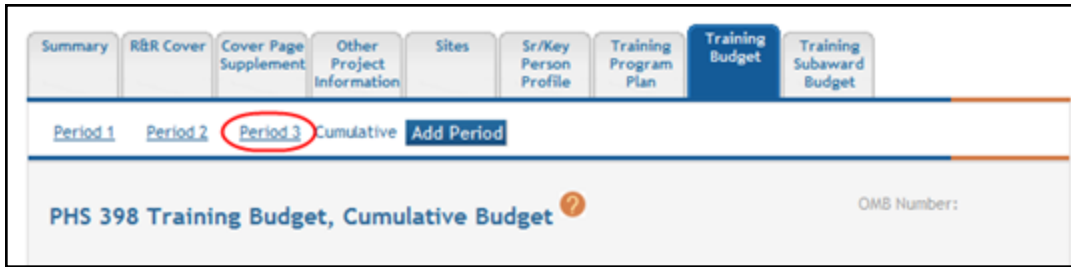 Summary
R&R Cover
Cover Page
Supplement
Other
Project
Information
Sites
Sr/Key
Person
Profile
Training
Program
Plan
Training
Budget
Training
Subaward
Budget
Period 1 Period 2 Period 3 Cumulative Add Period
PHS 398 Training Budget, Cumulative Budget ?
OMB Number: